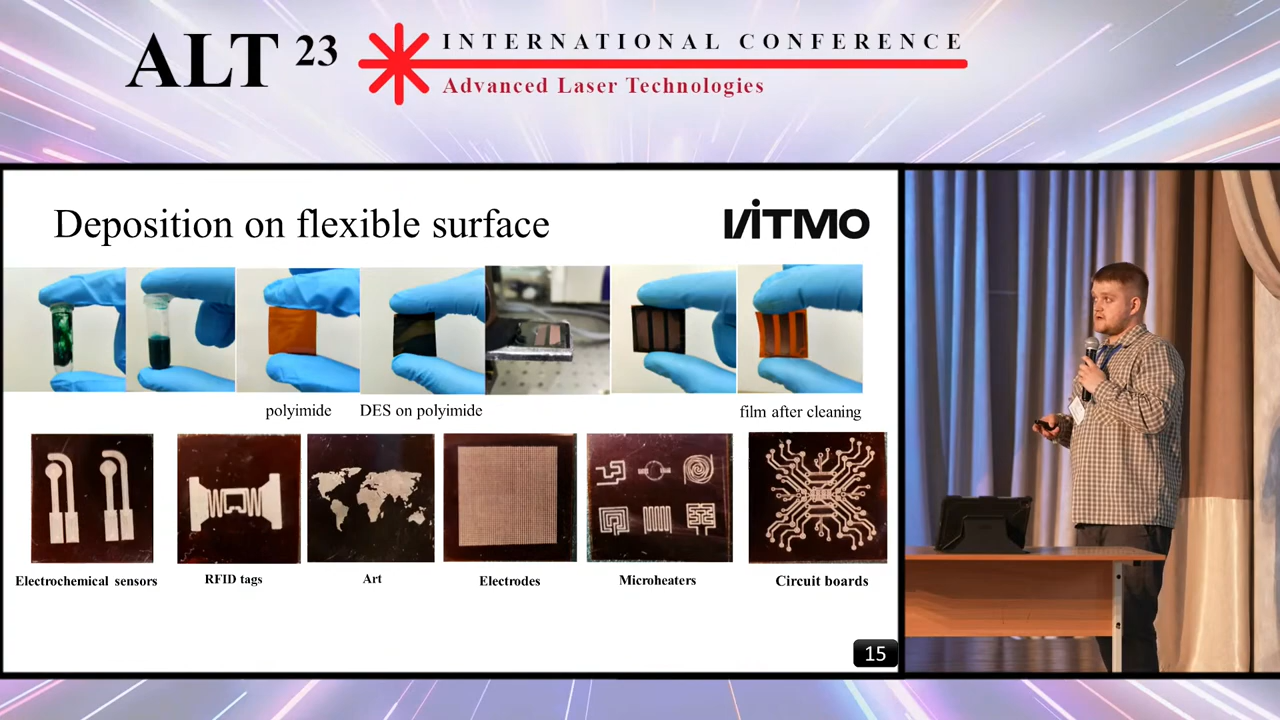 ALT 23
INTERNATIONAL CONFERENCE
Advanced Laser Technologies
Deposition on flexible surface
ITMO
polyimide
DES on polyimide
film after cleaning
Electrochemical sensors
RFID tags
Art
Electrodes
Microheaters
Circuit boards
15